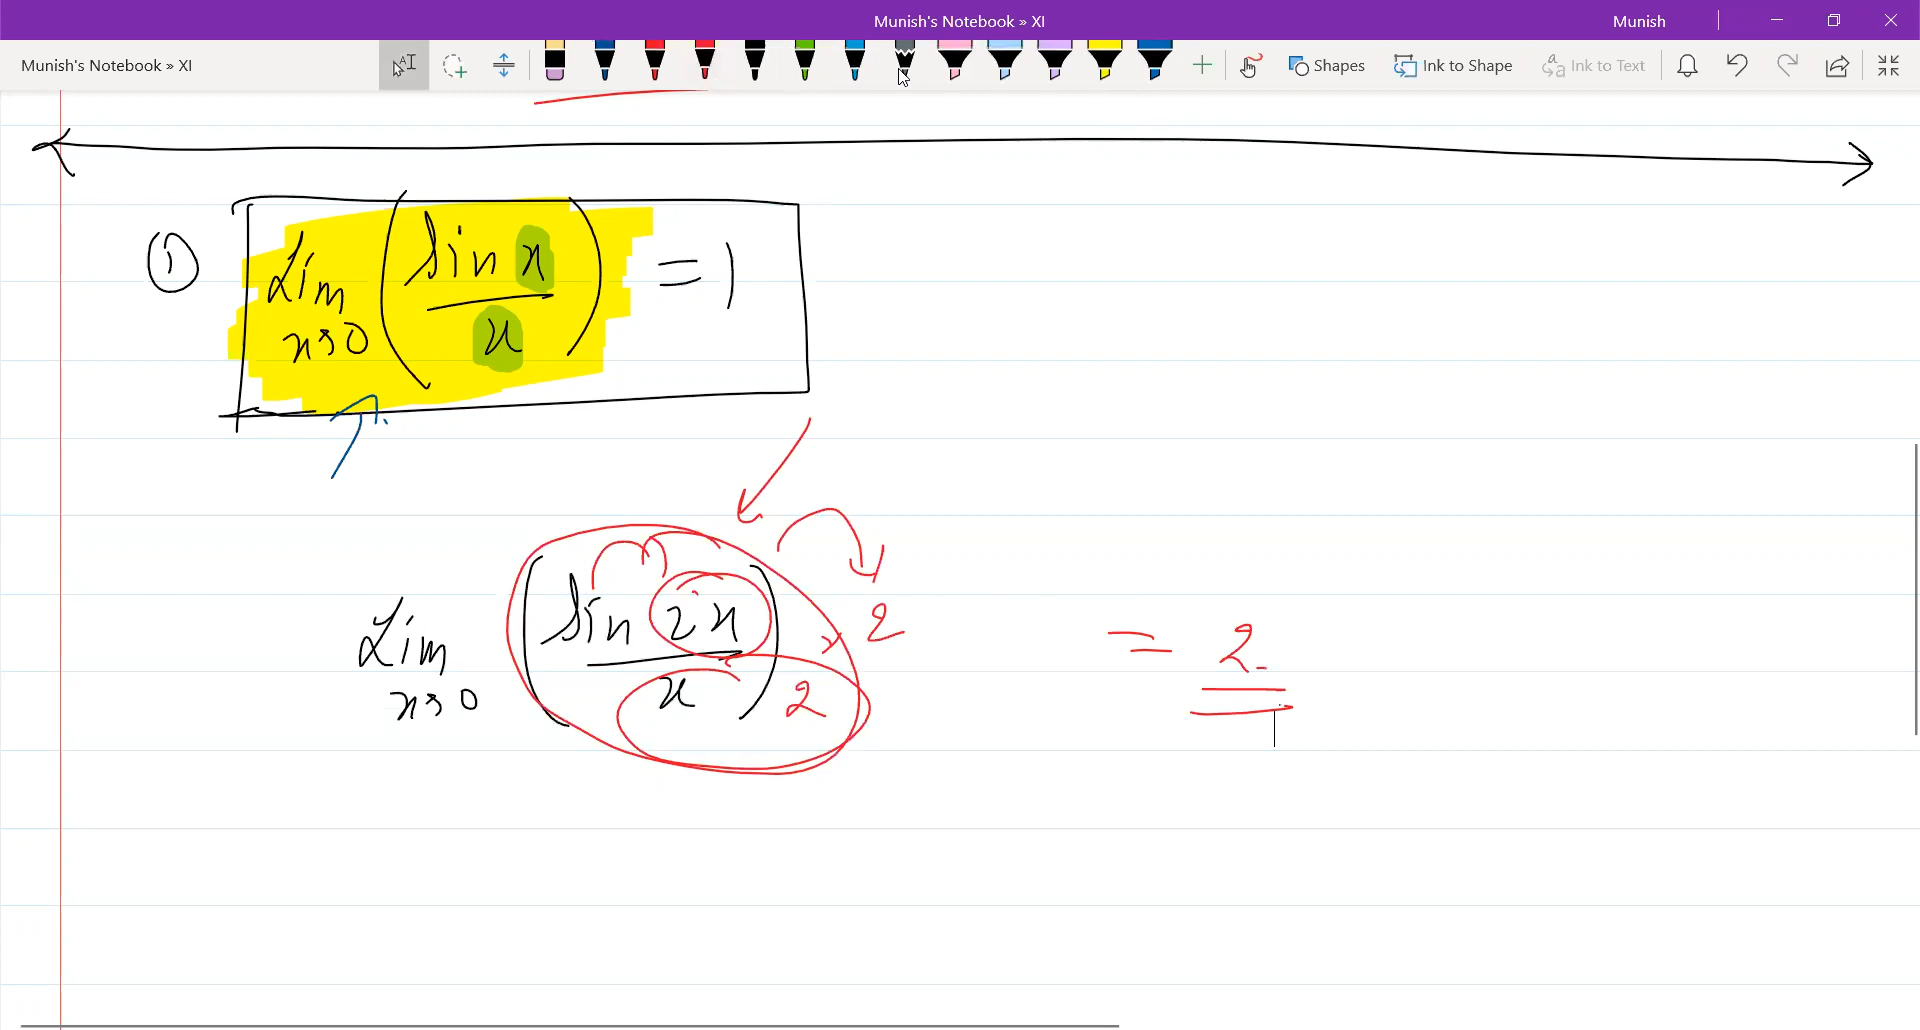 Munish's Notebook » XI
Munish
Munish's Notebook » XI
Shapes
Ink to Shape
Ink to Text
① Lim (sin x / x) = 1
x→0
Lim (sin 2x / x 2) × 2 = 2
x→0